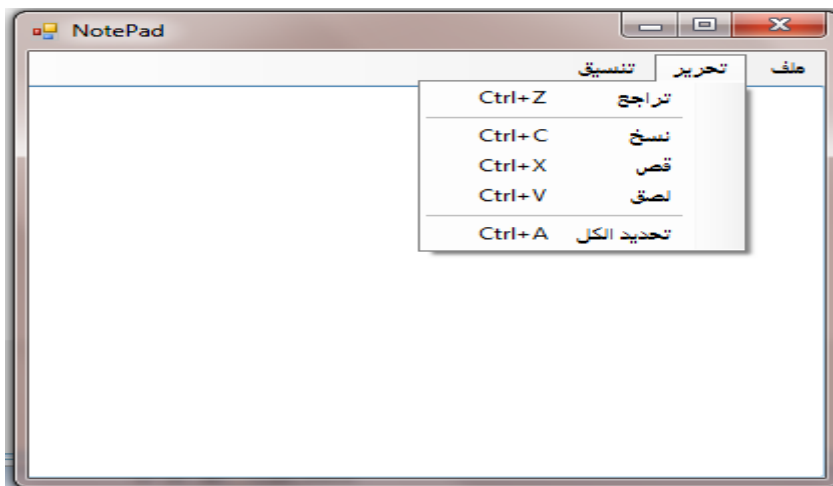 NotePad
ملف تحرير تنسيق
تراجع Ctrl+Z
نسخ Ctrl+C
قص Ctrl+X
لصق Ctrl+V
تحديد الكل Ctrl+A